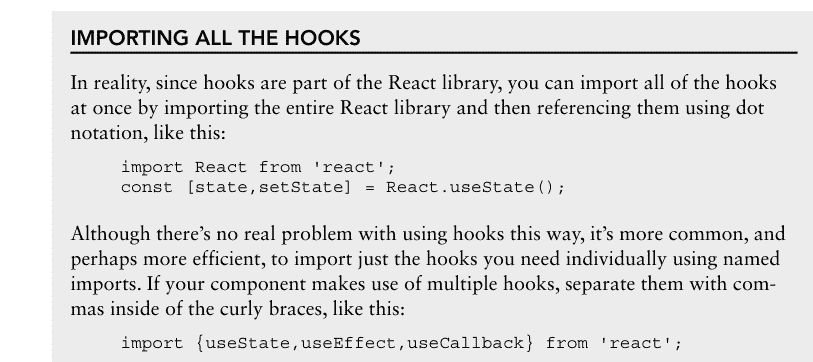 IMPORTING ALL THE HOOKS
In reality, since hooks are part of the React library, you can import all of the hooks
at once by importing the entire React library and then referencing them using dot
notation, like this:
import React from 'react';
const [state,setState] = React.useState();
Although there’s no real problem with using hooks this way, it’s more common, and
perhaps more efficient, to import just the hooks you need individually using named
imports. If your component makes use of multiple hooks, separate them with com-
mas inside of the curly braces, like this:
import {useState,useEffect,useCallback} from 'react';